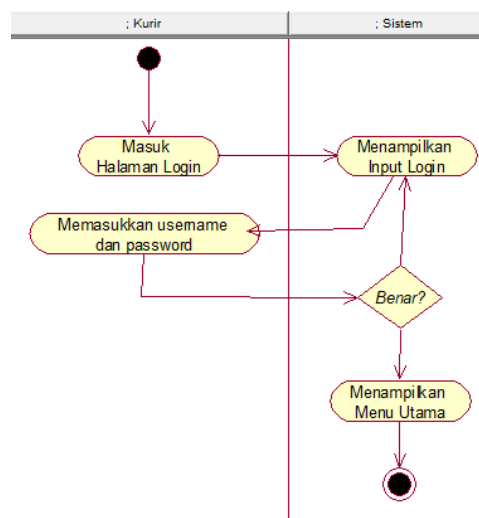 ; Kurir
; Sistem
Masuk
Halaman Login
Menampilkan
Input Login
Memasukkan username
dan password
Benar?
Menampilkan
Menu Utama